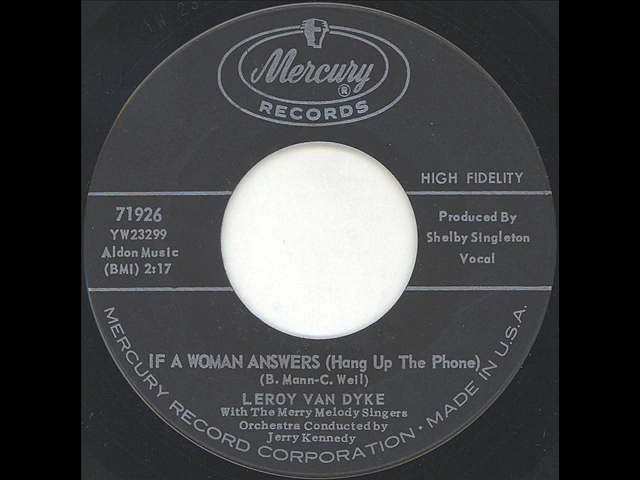 Mercury
®
RECORDS
HIGH FIDELITY
71926
YW23299
Aldon Music
(BMI) 2:17
Produced By
Shelby Singleton
Vocal
IF A WOMAN ANSWERS (Hang Up The Phone)
(B. Mann-C. Weil)
LEROY VAN DYKE
With The Merry Melody Singers
Orchestra Conducted by
Jerry Kennedy
MERCURY RECORD CORPORATION • MADE IN U.S.A.